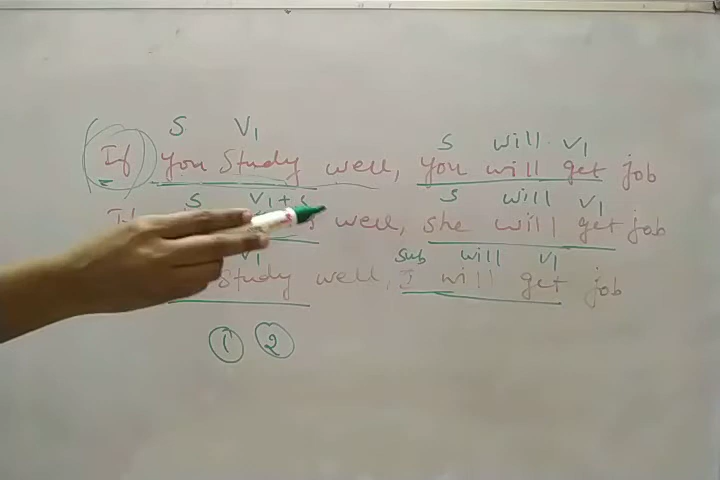 S V1 S will V1
If you Study well, you will get job
S V1+s S will V1
well, she will get job
V1 Sub will V1
Study well, I will get job
1 2